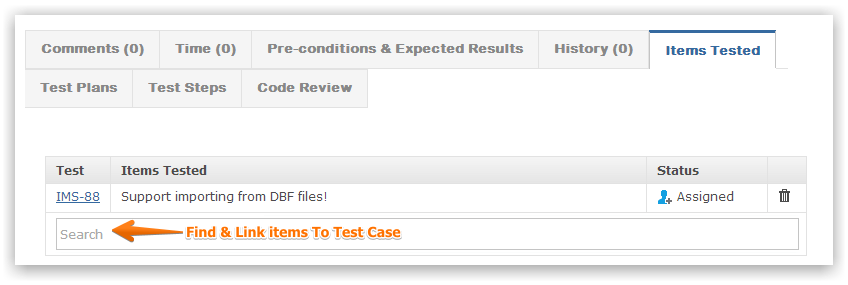 Comments (0) Time (0) Pre-conditions & Expected Results History (0) Items Tested
Test Plans Test Steps Code Review
Test Items Tested Status
IMS-88 Support importing from DBF files! Assigned
Search Find & Link items To Test Case